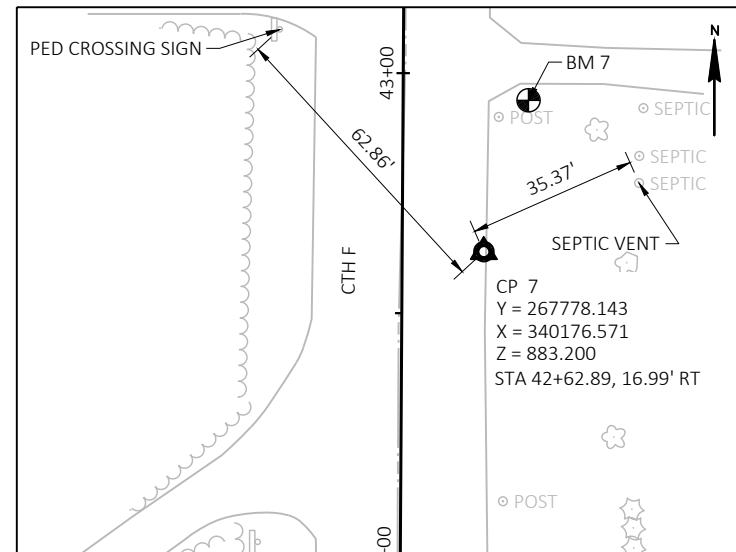 N
PED CROSSING SIGN
43+00
BM 7
POST
SEPTIC
62.86'
35.37'
SEPTIC
SEPTIC
SEPTIC VENT
CTH F
CP 7
Y = 267778.143
X = 340176.571
Z = 883.200
STA 42+62.89, 16.99' RT
POST
+00